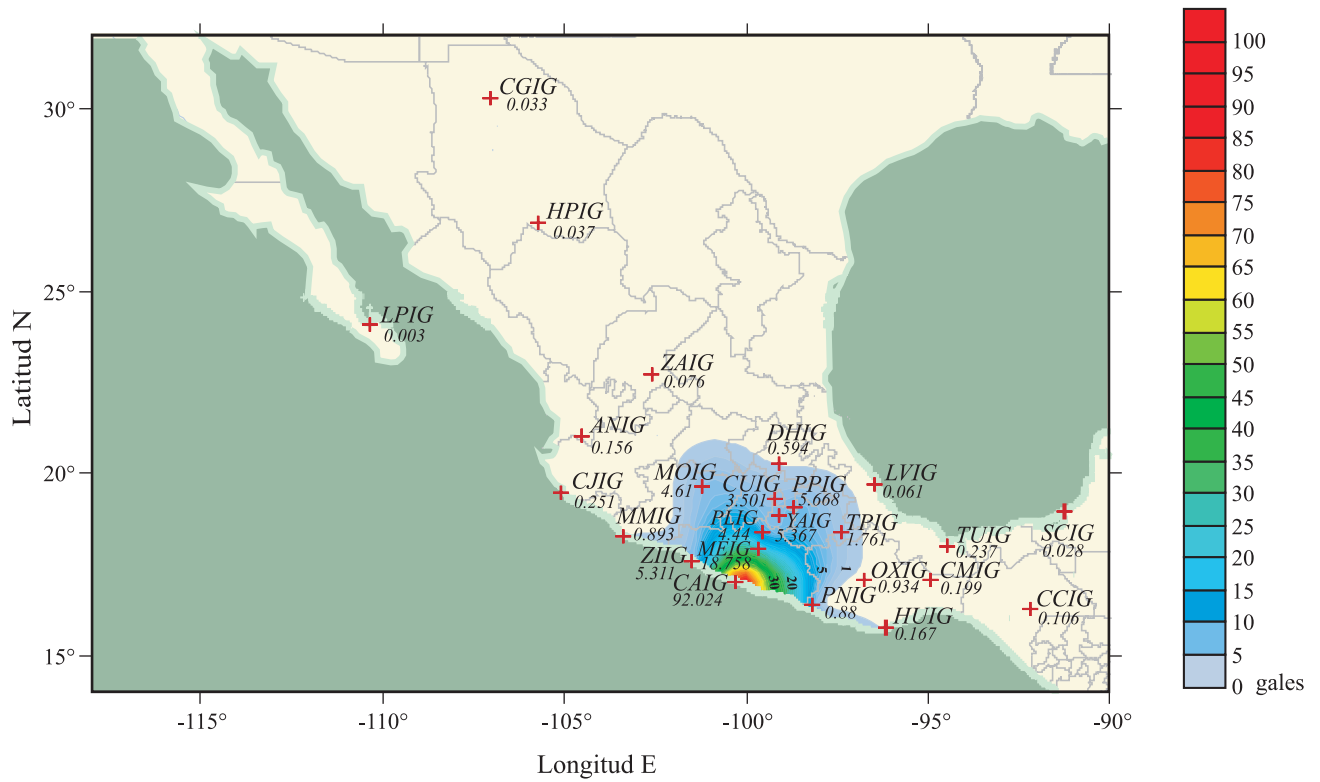 CGIG
0.033
HPIG
0.037
LPIG
0.003
ZAIG
0.076
ANIG
0.156
DHIG
0.594
MOIG
4.61
CUIG
3.501
PPIG
5.668
LVIG
0.061
CJIG
0.251
MMIG
0.893
PLIG
4.44
YAIG
5.367
TPIG
1.761
TUIG
0.237
SCIG
0.028
ZIIG
5.311
MEIG
18.758
CAIG
92.024
30
20
5
1
OXIG
0.934
CMIG
0.199
PNIG
0.88
HUIG
0.167
CCIG
0.106
30°
25°
20°
15°
Latitud N
-115°
-110°
-105°
-100°
-95°
-90°
Longitud E
100
95
90
85
80
75
70
65
60
55
50
45
40
35
30
25
20
15
10
5
0 gales